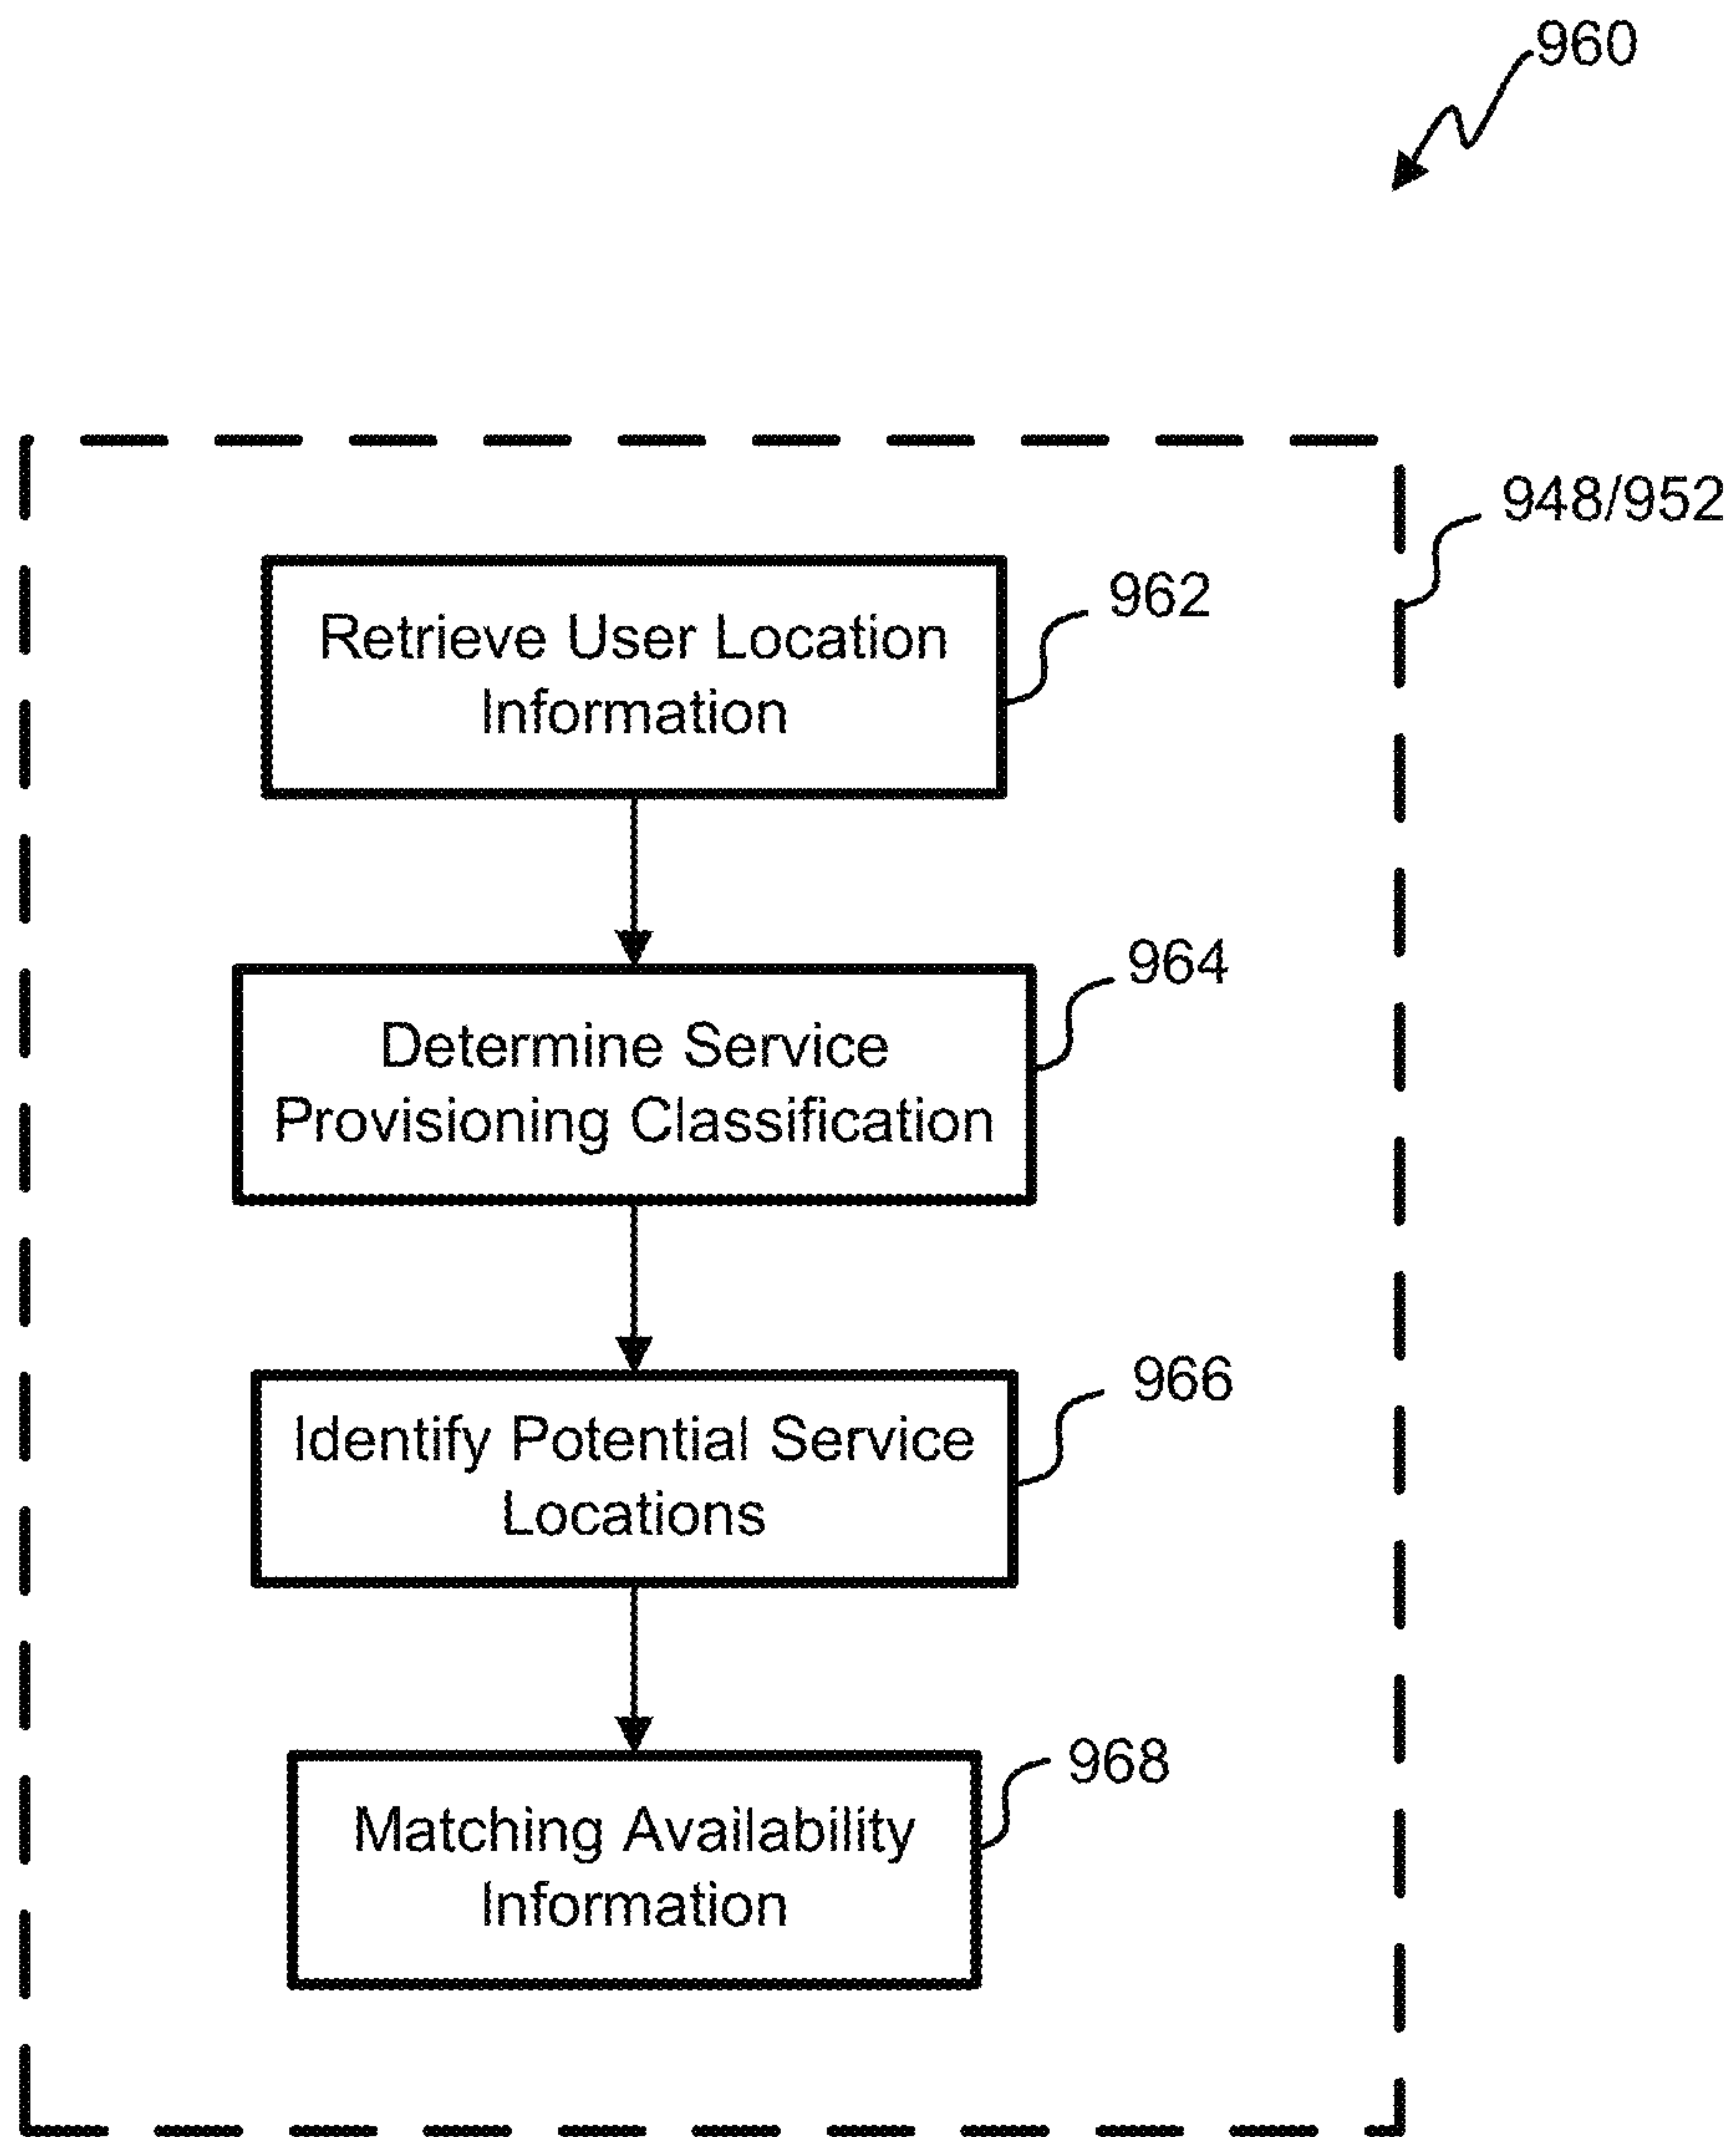 960
948/952
Retrieve User Location
Information
962
Determine Service
Provisioning Classification
964
Identify Potential Service
Locations
966
Matching Availability
Information
968